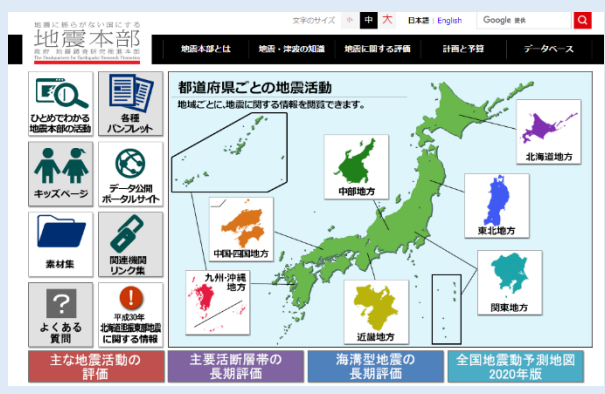 地震に揺らがない国にする
地震本部
政府 地震調査研究推進本部
The Headquarters for Earthquake Research Promotion
文字のサイズ 小 中 大 日本語 | English Google 提供
地震本部とは 地震・津波の知識 地震に関する評価 計画と予算 データベース
ひとめでわかる
地震本部の活動
各種
パンフレット
キッズページ
データ公開
ポータルサイト
素材集
関連機関
リンク集
?
よくある
質問
!
平成30年
北海道胆振東部地震
に関する情報
都道府県ごとの地震活動
地域ごとに、地震に関する情報を閲覧できます。
北海道地方
中部地方
東北地方
中国・四国地方
九州・沖縄
地方
関東地方
近畿地方
主な地震活動の
評価
主要活断層帯の
長期評価
海溝型地震の
長期評価
全国地震動予測地図
2020年版